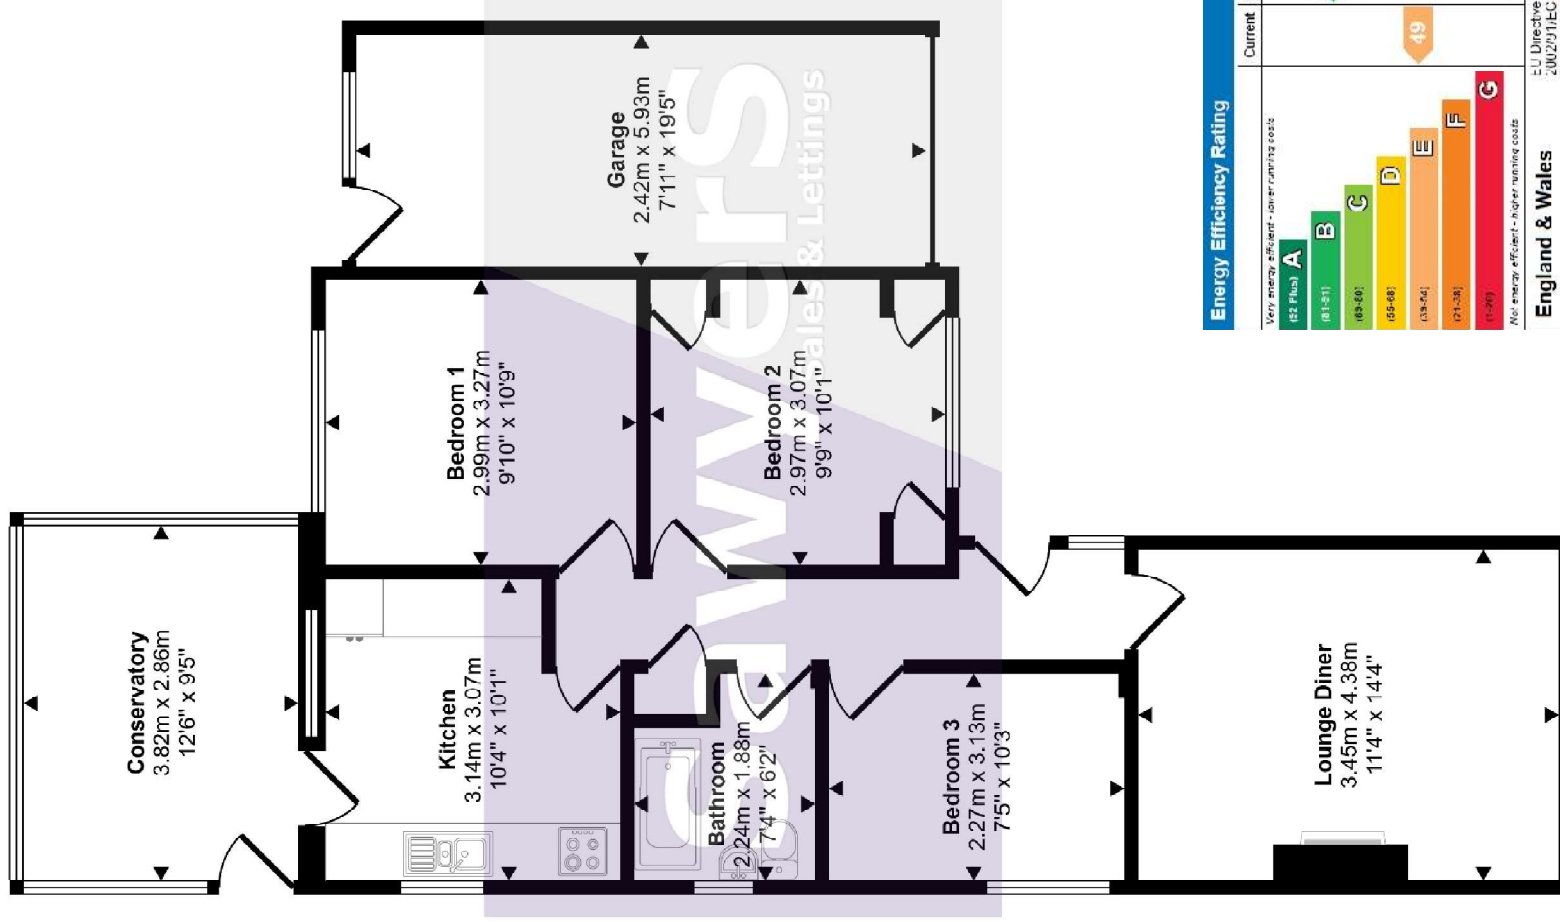 Garage
2.42m x 5.93m
7'11" x 19'5"
Bedroom 1
2.99m x 3.27m
9'10" x 10'9"
Bedroom 2
2.97m x 3.07m
9'9" x 10'1"
Conservatory
3.82m x 2.86m
12'6" x 9'5"
Kitchen
3.14m x 3.07m
10'4" x 10'1"
Bathroom
2.24m x 1.88m
7'4" x 6'2"
Bedroom 3
2.27m x 3.13m
7'5" x 10'3"
Lounge Diner
3.45m x 4.38m
11'4" x 14'4"
sawyers
Sales & Lettings
Energy Efficiency Rating
Current
Very energy efficient - lower running costs
(92 Plus) A
(81-91) B
(69-80) C
(55-68) D
(39-54) E
(21-38) F
(1-20) G
49
Not energy efficient - higher running costs
England & Wales
EU Directive
2002/91/EC